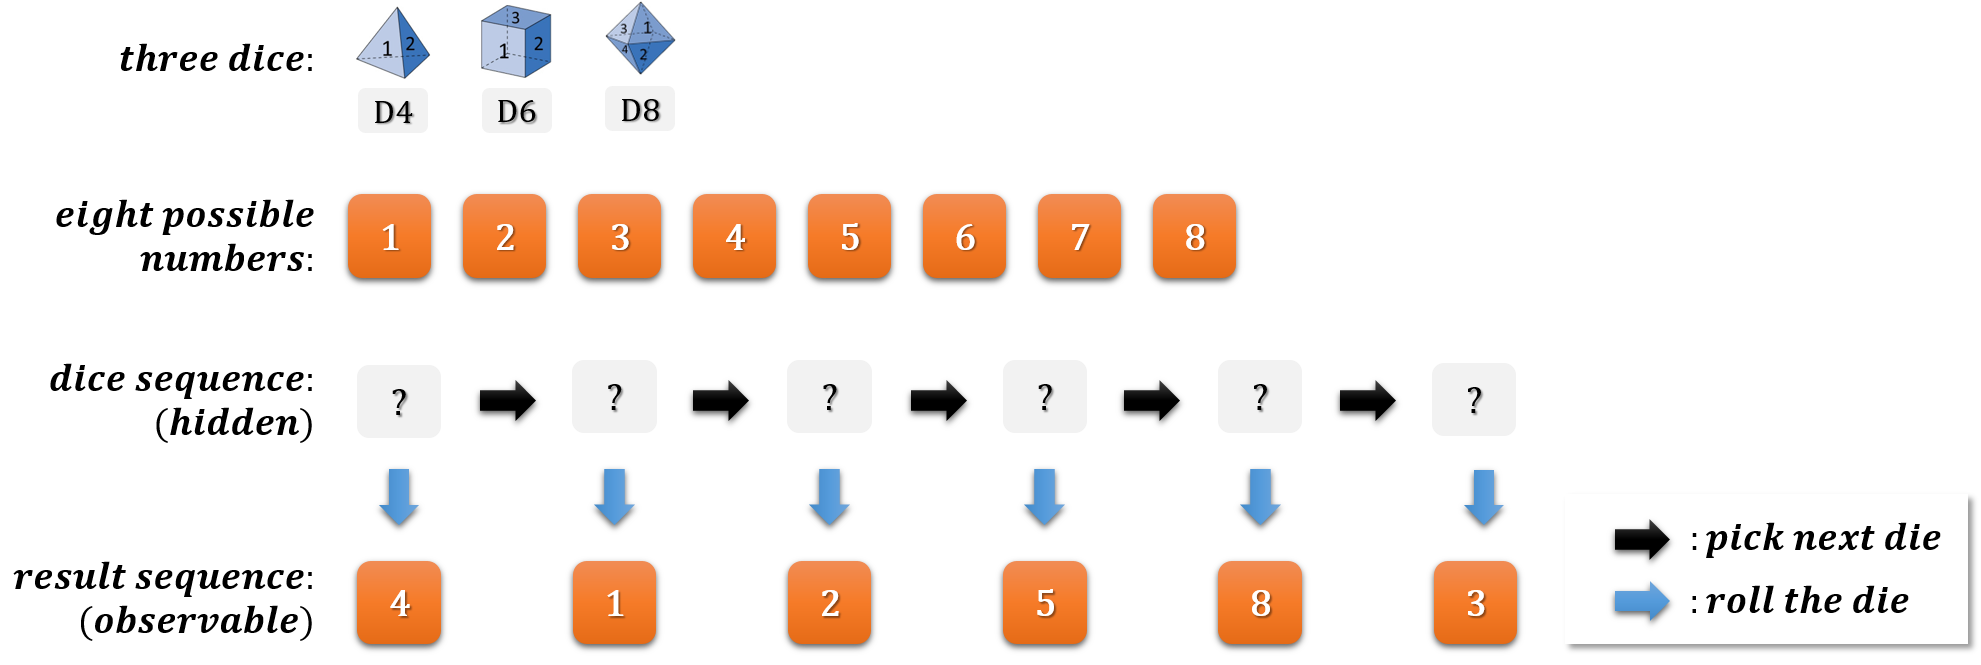 three dice:
1 2
3
1 2
3 1
4 2
D4 D6 D8
eight possible
numbers:
1 2 3 4 5 6 7 8
dice sequence:
(hidden)
? ? ? ? ? ?
result sequence:
(observable)
4 1 2 5 8 3
: pick next die
: roll the die